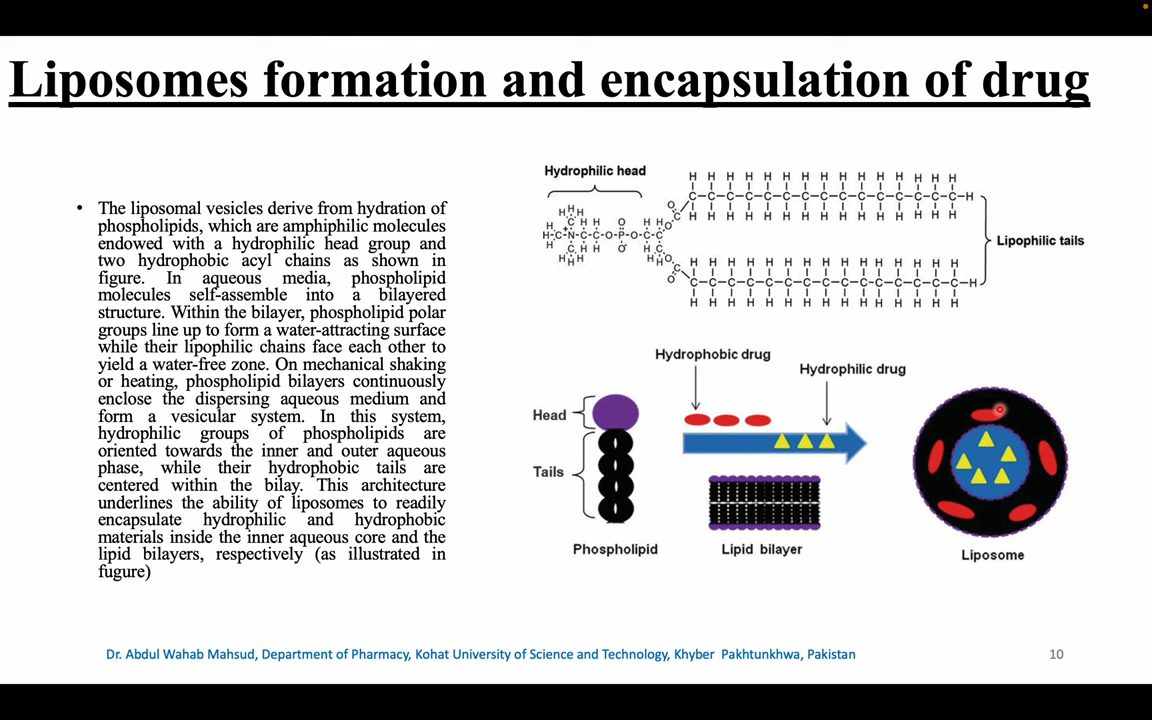 Liposomes formation and encapsulation of drug
• The liposomal vesicles derive from hydration of
phospholipids, which are amphiphilic molecules
endowed with a hydrophilic head group and
two hydrophobic acyl chains as shown in
figure. In aqueous media, phospholipid
molecules self-assemble into a bilayered
structure. Within the bilayer, phospholipid polar
groups line up to form a water-attracting surface
while their lipophilic chains face each other to
yield a water-free zone. On mechanical shaking
or heating, phospholipid bilayers continuously
enclose the dispersing aqueous medium and
form a vesicular system. In this system,
hydrophilic groups of phospholipids are
oriented towards the inner and outer aqueous
phase, while their hydrophobic tails are
centered within the bilay. This architecture
underlines the ability of liposomes to readily
encapsulate hydrophilic and hydrophobic
materials inside the inner aqueous core and the
lipid bilayers, respectively (as illustrated in
fugure)
Hydrophilic head
Lipophilic tails
Hydrophobic drug
Hydrophilic drug
Head
Tails
Phospholipid
Lipid bilayer
Liposome
Dr. Abdul Wahab Mahsud, Department of Pharmacy, Kohat University of Science and Technology, Khyber Pakhtunkhwa, Pakistan
10